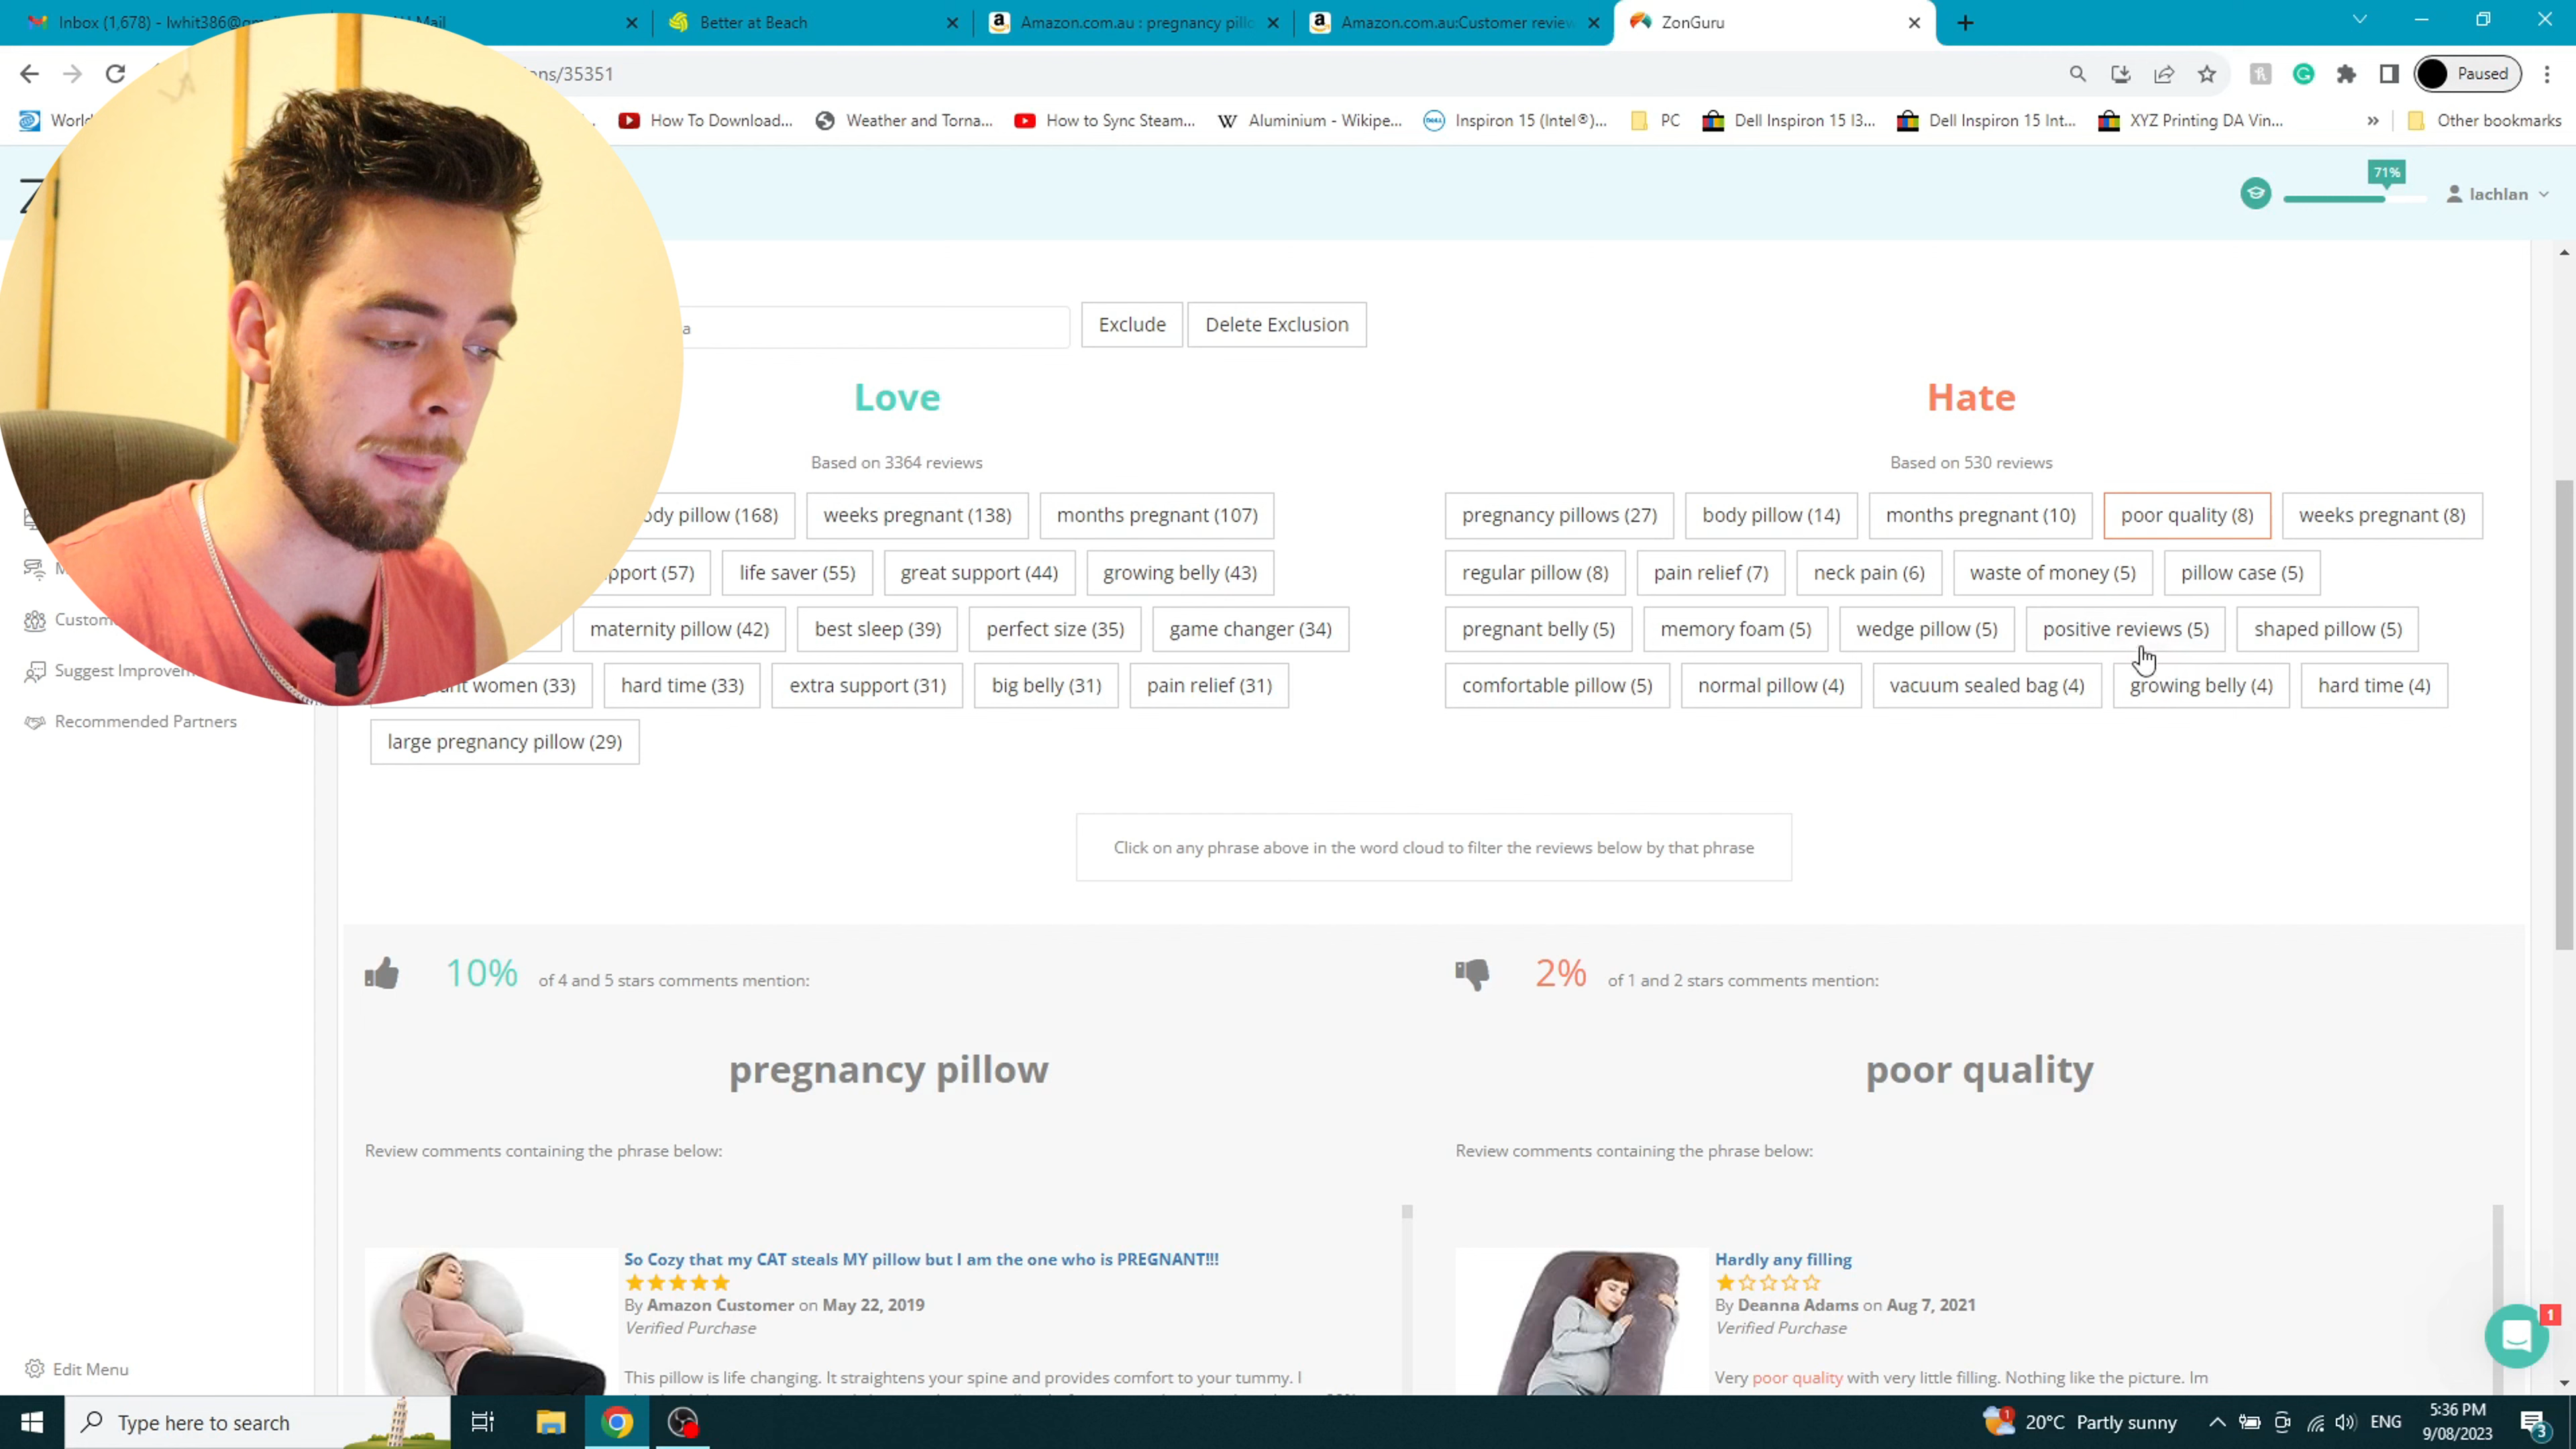 Inbox (1,678) - lwhit386@gm
Mail
Better at Beach
Amazon.com.au : pregnancy pillo
Amazon.com.au:Customer review
ZonGuru
ons/35351
Paused
World
How To Download...
Weather and Torna...
How to Sync Steam...
Aluminium - Wikipe...
Inspiron 15 (Intel®)...
PC
Dell Inspiron 15 I3...
Dell Inspiron 15 Int...
XYZ Printing DA Vin...
»
Other bookmarks
71%
lachlan
a
Exclude
Delete Exclusion
Love
Based on 3364 reviews
ody pillow (168)
weeks pregnant (138)
months pregnant (107)
pport (57)
life saver (55)
great support (44)
growing belly (43)
maternity pillow (42)
best sleep (39)
perfect size (35)
game changer (34)
nt women (33)
hard time (33)
extra support (31)
big belly (31)
pain relief (31)
large pregnancy pillow (29)
Hate
Based on 530 reviews
pregnancy pillows (27)
body pillow (14)
months pregnant (10)
poor quality (8)
weeks pregnant (8)
regular pillow (8)
pain relief (7)
neck pain (6)
waste of money (5)
pillow case (5)
pregnant belly (5)
memory foam (5)
wedge pillow (5)
positive reviews (5)
shaped pillow (5)
comfortable pillow (5)
normal pillow (4)
vacuum sealed bag (4)
growing belly (4)
hard time (4)
Custom
Suggest Improvem
Recommended Partners
Edit Menu
Click on any phrase above in the word cloud to filter the reviews below by that phrase
10% of 4 and 5 stars comments mention:
pregnancy pillow
Review comments containing the phrase below:
So Cozy that my CAT steals MY pillow but I am the one who is PREGNANT!!!
By Amazon Customer on May 22, 2019
Verified Purchase
This pillow is life changing. It straightens your spine and provides comfort to your tummy. I
2% of 1 and 2 stars comments mention:
poor quality
Review comments containing the phrase below:
Hardly any filling
By Deanna Adams on Aug 7, 2021
Verified Purchase
Very poor quality with very little filling. Nothing like the picture. Im
1
Type here to search
1
20°C Partly sunny
ENG
5:36 PM
9/08/2023
3